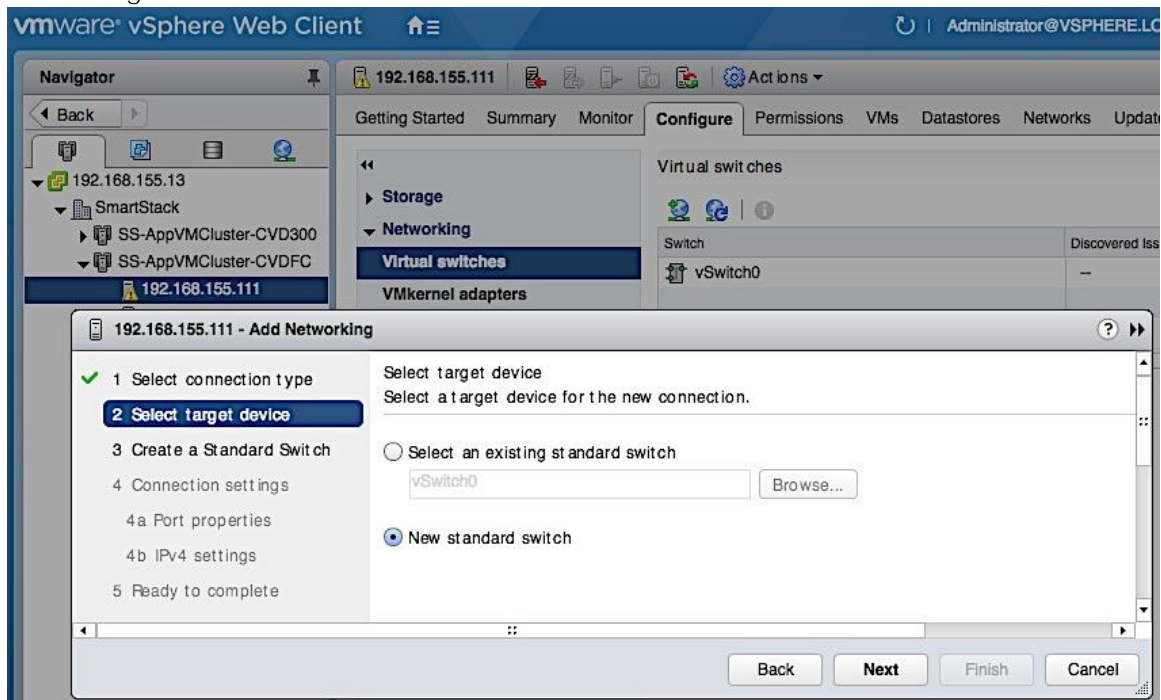 vmware® vSphere Web Client
Administrator@VSPHERE.LO
Navigator
Back
192.168.155.13
SmartStack
SS-AppVMCluster-CVD300
SS-AppVMCluster-CVDFC
192.168.155.111
192.168.155.111 Actions
Getting Started Summary Monitor Configure Permissions VMs Datastores Networks Update
Storage
Networking
Virtual switches
VMkernel adapters
Virtual switches
Switch Discovered Iss
vSwitch0 --
192.168.155.111 - Add Networking
1 Select connection type
2 Select target device
3 Create a Standard Switch
4 Connection settings
4a Port properties
4b IPv4 settings
5 Ready to complete
Select target device
Select a target device for the new connection.
Select an existing standard switch
vSwitch0 Browse...
New standard switch
Back Next Finish Cancel